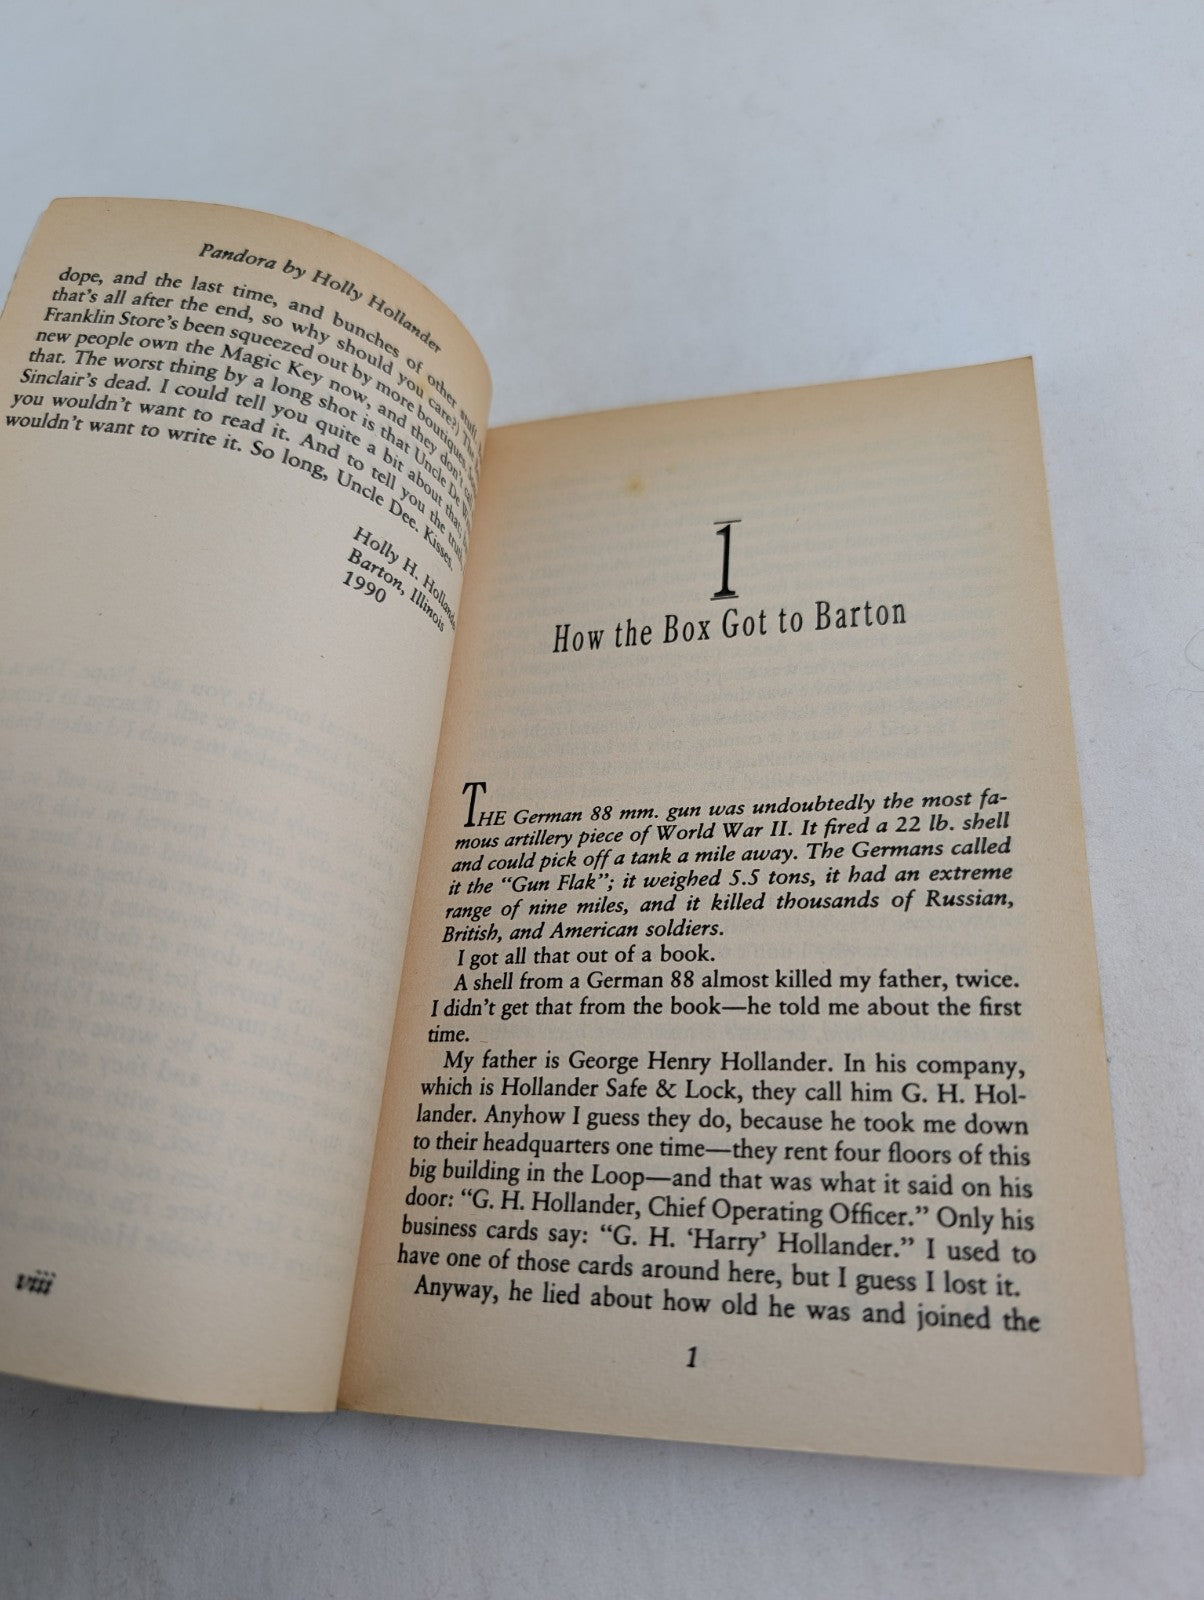 Pandora by Holly Hollander
dope, and the last time, and bunches of other stuff,
that's all after the end, so why should you care?) The
Franklin Store's been squeezed out by more boutiques.
new people own the Magic Key now, and they don't call
that. The worst thing by a long shot is that Uncle De
Sinclair's dead. I could tell you quite a bit about that,
you wouldn't want to read it. And to tell you the truth,
wouldn't want to write it. So long, Uncle Dee. Kisses.
Holly H. Hollander
Barton, Illinois
1990
viii
1
How the Box Got to Barton
THE German 88 mm. gun was undoubtedly the most fa-
mous artillery piece of World War II. It fired a 22 lb. shell
and could pick off a tank a mile away. The Germans called
it the "Gun Flak"; it weighed 5.5 tons, it had an extreme
range of nine miles, and it killed thousands of Russian,
British, and American soldiers.
I got all that out of a book.
A shell from a German 88 almost killed my father, twice.
I didn't get that from the book—he told me about the first
time.
My father is George Henry Hollander. In his company,
which is Hollander Safe & Lock, they call him G. H. Hol-
lander. Anyhow I guess they do, because he took me down
to their headquarters one time—they rent four floors of this
big building in the Loop—and that was what it said on his
door: "G. H. Hollander, Chief Operating Officer." Only his
business cards say: "G. H. 'Harry' Hollander." I used to
have one of those cards around here, but I guess I lost it.
Anyway, he lied about how old he was and joined the
1